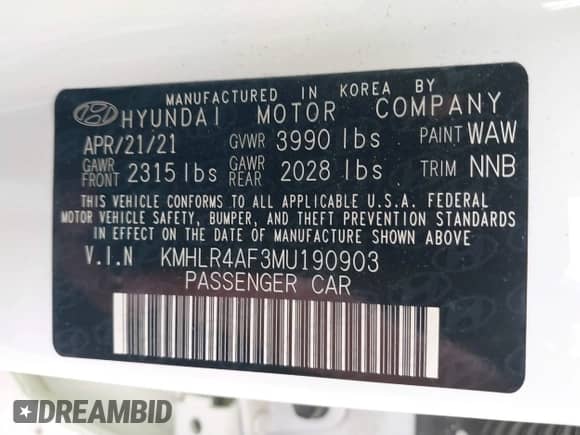 MANUFACTURED IN KOREA BY
HYUNDAI MOTOR COMPANY
APR/21/21 GVWR 3990 lbs PAINT WAW
GAWR FRONT 2315 lbs GAWR REAR 2028 lbs TRIM NNB
THIS VEHICLE CONFORMS TO ALL APPLICABLE U.S.A. FEDERAL
MOTOR VEHICLE SAFETY, BUMPER, AND THEFT PREVENTION STANDARDS
IN EFFECT ON THE DATE OF MANUFACTURE SHOWN ABOVE.
V.I.N KMHLR4AF3MU190903
PASSENGER CAR
DREAMBID